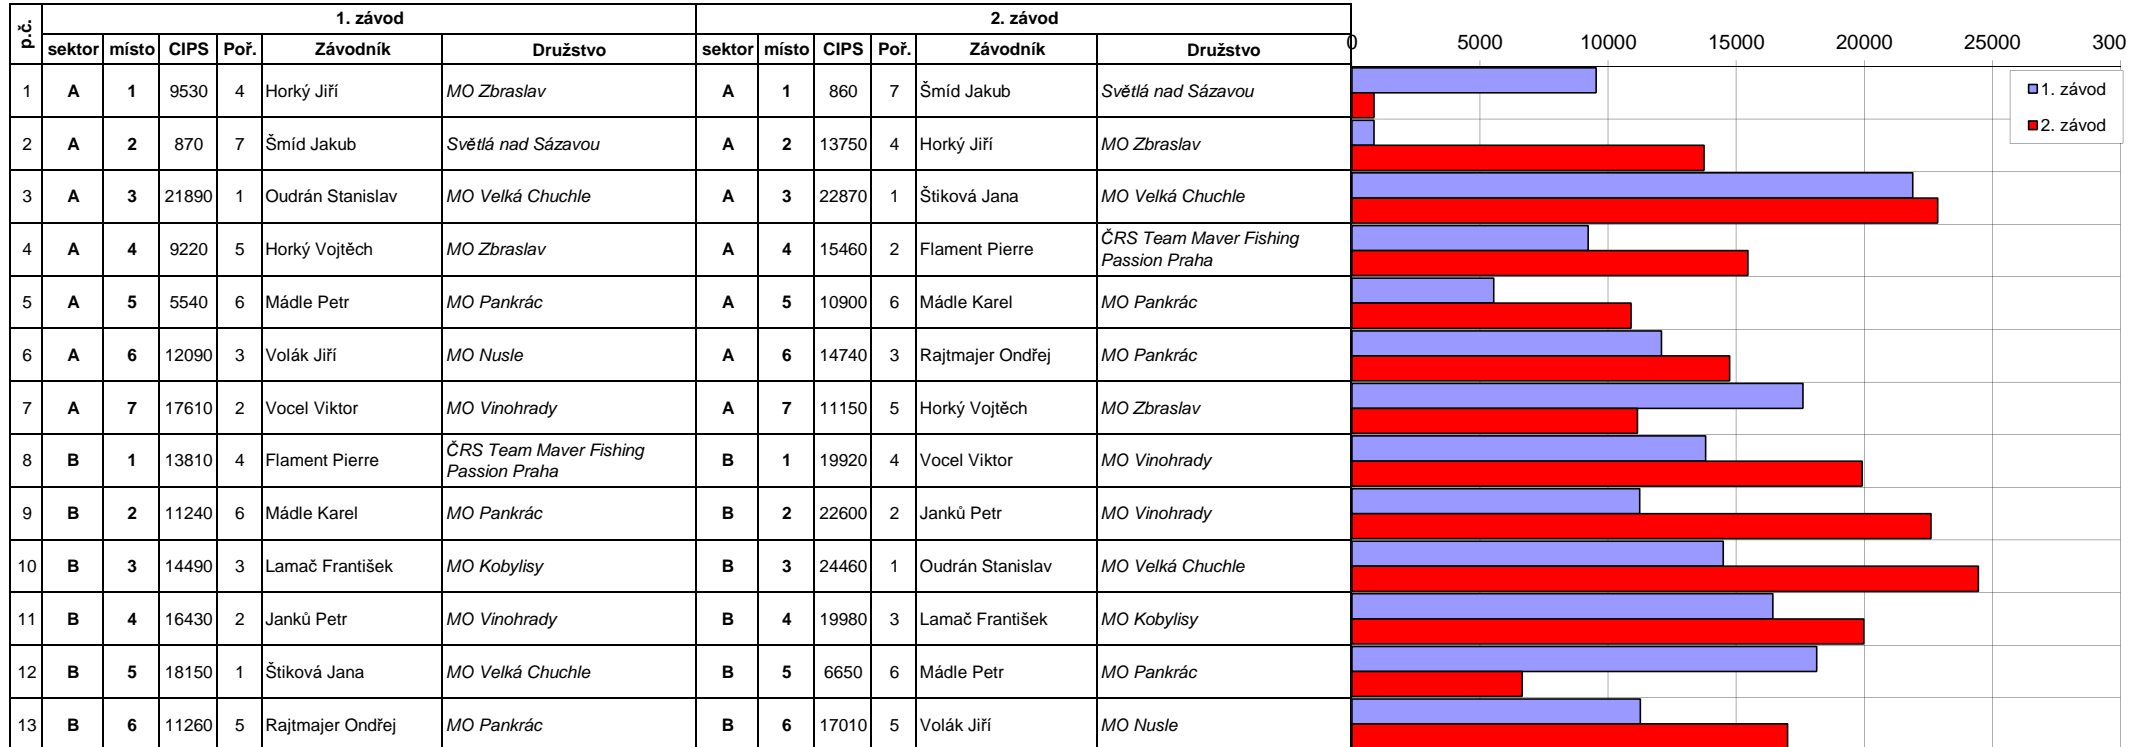 p.č. 1. závod 2. závod
sektor místo CIPS Poř. Závodník Družstvo sektor místo CIPS Poř. Závodník Družstvo
0 5000 10000 15000 20000 25000 300
1 A 1 9530 4 Horký Jiří MO Zbraslav A 1 860 7 Šmíd Jakub Světlá nad Sázavou
1. závod
2. závod
2 A 2 870 7 Šmíd Jakub Světlá nad Sázavou A 2 13750 4 Horký Jiří MO Zbraslav
3 A 3 21890 1 Oudrán Stanislav MO Velká Chuchle A 3 22870 1 Štiková Jana MO Velká Chuchle
4 A 4 9220 5 Horký Vojtěch MO Zbraslav A 4 15460 2 Flament Pierre ČRS Team Maver Fishing
Passion Praha
5 A 5 5540 6 Mádle Petr MO Pankrác A 5 10900 6 Mádle Karel MO Pankrác
6 A 6 12090 3 Volák Jiří MO Nusle A 6 14740 3 Rajtmajer Ondřej MO Pankrác
7 A 7 17610 2 Vocel Viktor MO Vinohrady A 7 11150 5 Horký Vojtěch MO Zbraslav
8 B 1 13810 4 Flament Pierre ČRS Team Maver Fishing
Passion Praha
B 1 19920 4 Vocel Viktor MO Vinohrady
9 B 2 11240 6 Mádle Karel MO Pankrác B 2 22600 2 Janků Petr MO Vinohrady
10 B 3 14490 3 Lamač František MO Kobylisy B 3 24460 1 Oudrán Stanislav MO Velká Chuchle
11 B 4 16430 2 Janků Petr MO Vinohrady B 4 19980 3 Lamač František MO Kobylisy
12 B 5 18150 1 Štiková Jana MO Velká Chuchle B 5 6650 6 Mádle Petr MO Pankrác
13 B 6 11260 5 Rajtmajer Ondřej MO Pankrác B 6 17010 5 Volák Jiří MO Nusle